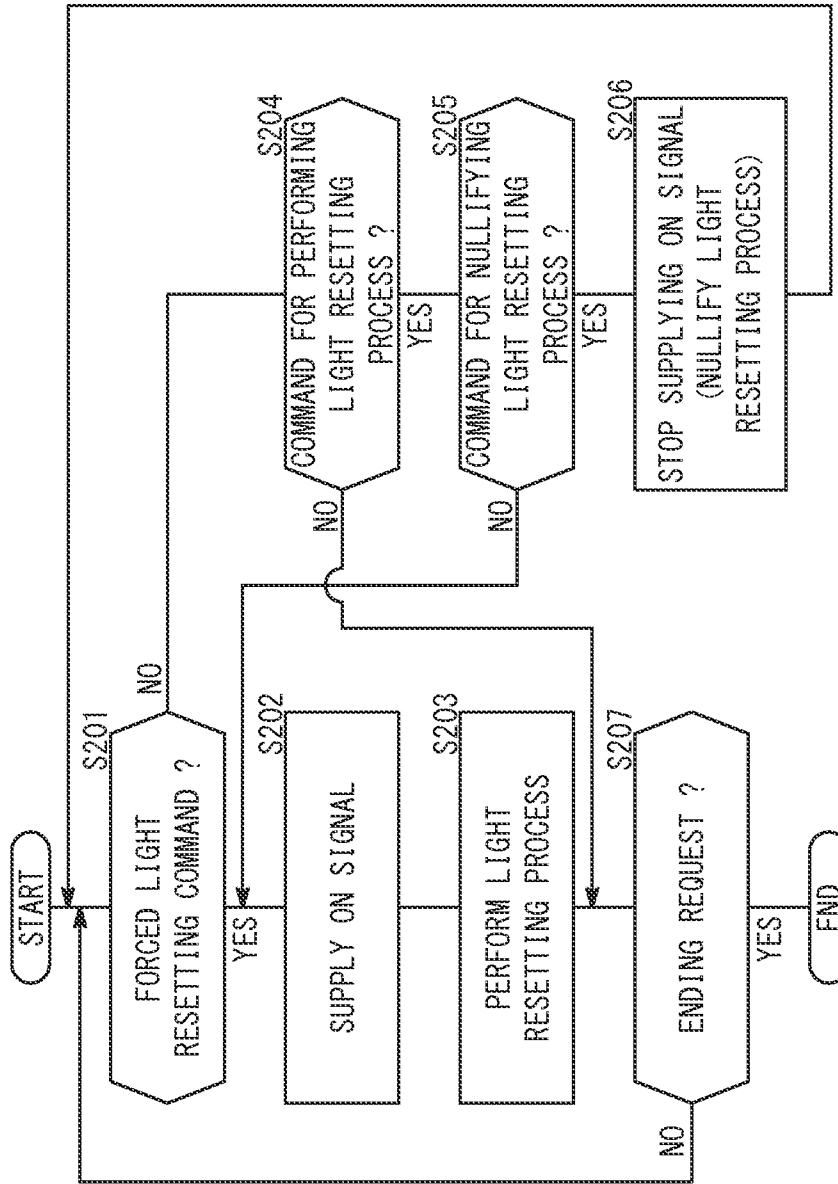 START
S201
FORCED LIGHT
RESETTING COMMAND ?
NO
YES
S202
SUPPLY ON SIGNAL
S203
PERFORM LIGHT
RESETTING PROCESS
S207
ENDING REQUEST ?
NO
YES
END
S204
COMMAND FOR PERFORMING
LIGHT RESETTING
PROCESS ?
NO
YES
S205
COMMAND FOR NULLIFYING
LIGHT RESETTING
PROCESS ?
NO
YES
S206
STOP SUPPLYING ON SIGNAL
(NULLIFY LIGHT
RESETTING PROCESS)